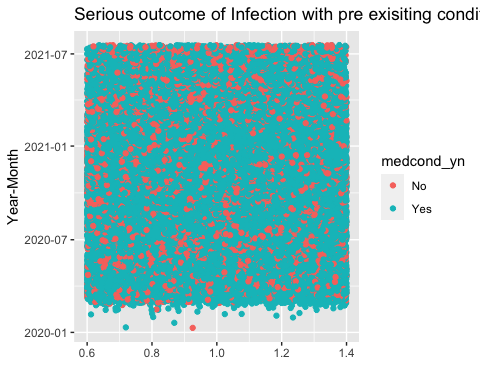 Serious outcome of Infection with pre exisiting condit
2021-07
2021-01
2020-07
2020-01
Year-Month
0.6 0.8 1.0 1.2 1.4
medcond_yn
No
Yes